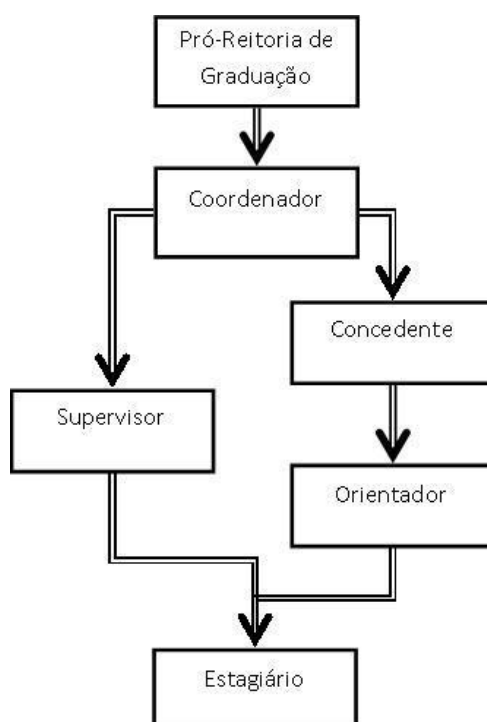 Pró-Reitoria de
Graduação
Coordenador
Concedente
Supervisor
Orientador
Estagiário